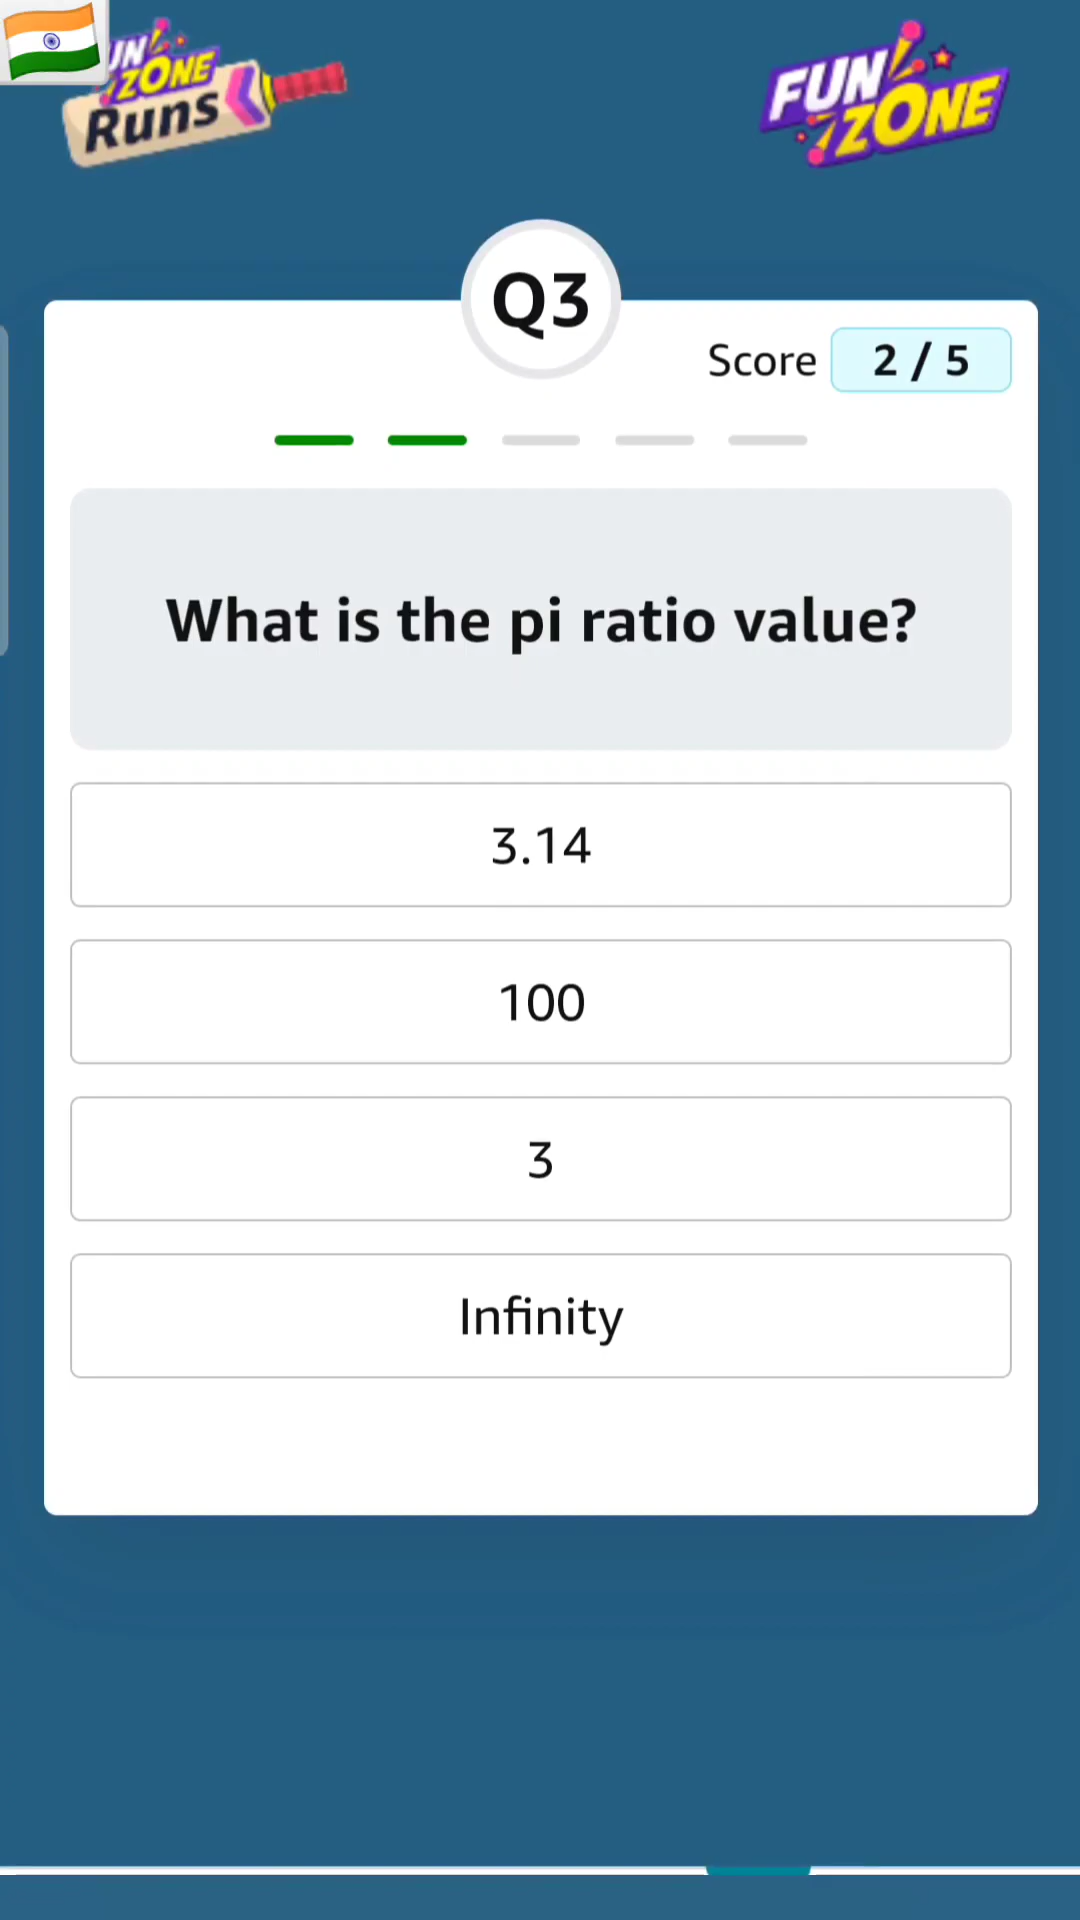 UN
ZONE
Runs
FUN
ZONE
Q3
Score 2 / 5
What is the pi ratio value?
3.14
100
3
Infinity